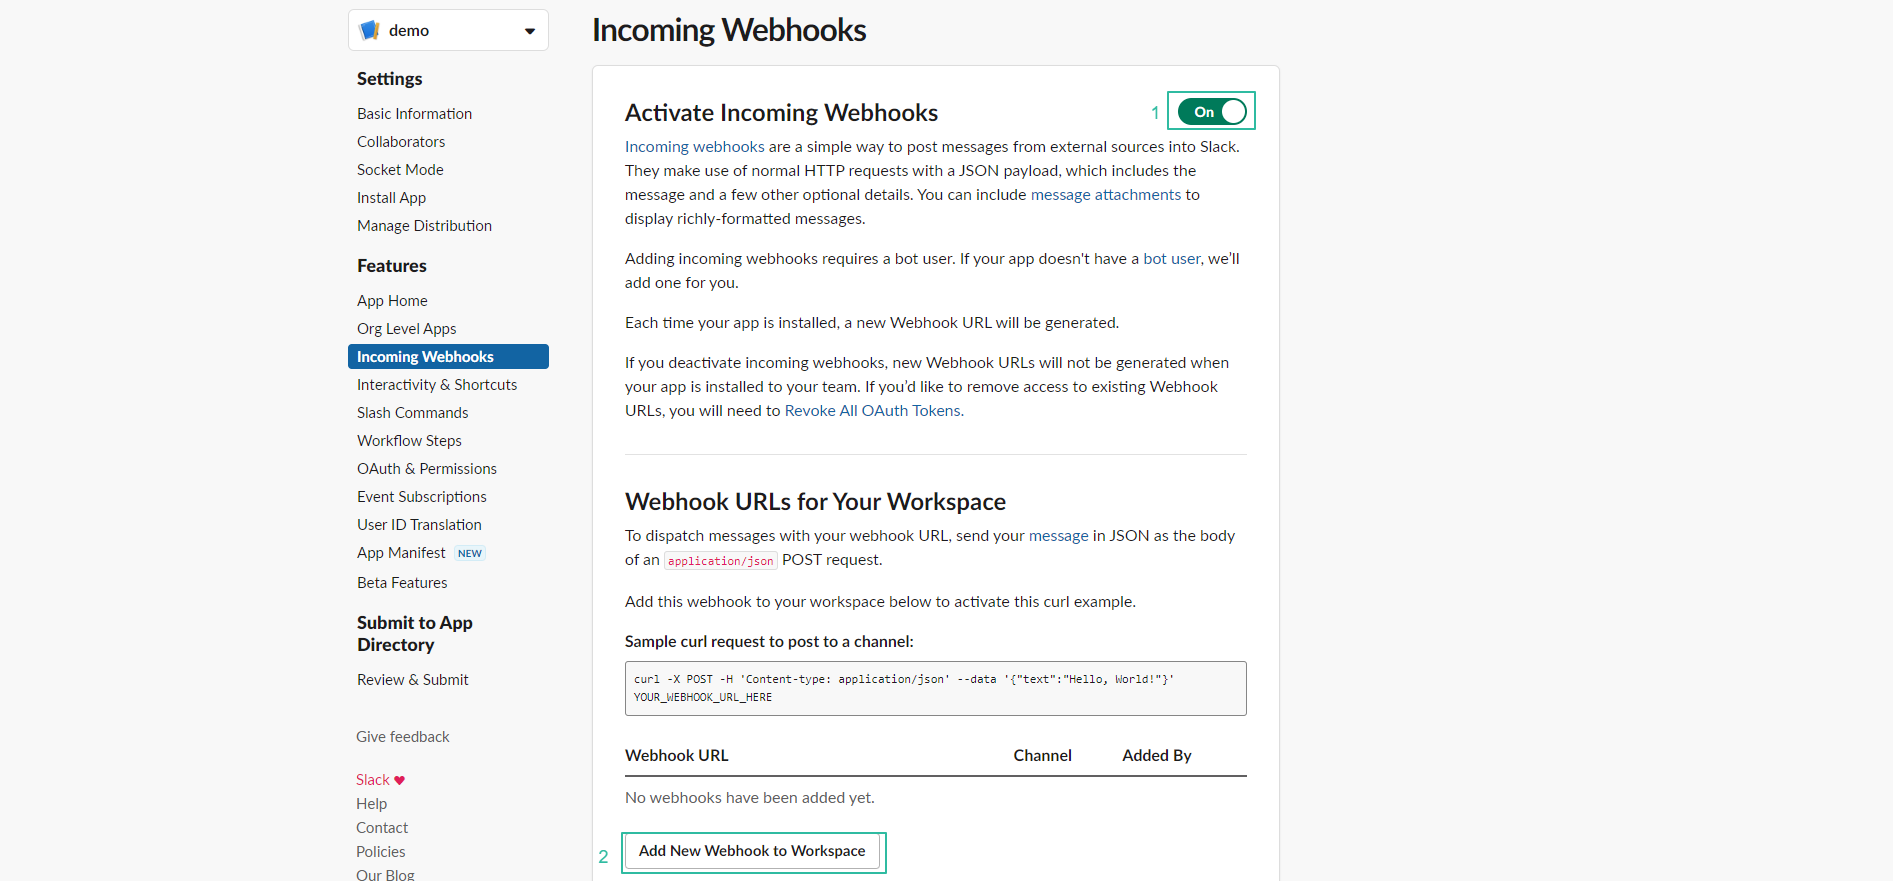 demo
Settings
Basic Information
Collaborators
Socket Mode
Install App
Manage Distribution
Features
App Home
Org Level Apps
Incoming Webhooks
Interactivity & Shortcuts
Slash Commands
Workflow Steps
OAuth & Permissions
Event Subscriptions
User ID Translation
App Manifest NEW
Beta Features
Submit to App
Directory
Review & Submit
Give feedback
Slack ♥
Help
Contact
Policies
Our Blog
Incoming Webhooks
Activate Incoming Webhooks
1 On
Incoming webhooks are a simple way to post messages from external sources into Slack.
They make use of normal HTTP requests with a JSON payload, which includes the
message and a few other optional details. You can include message attachments to
display richly-formatted messages.
Adding incoming webhooks requires a bot user. If your app doesn't have a bot user, we’ll
add one for you.
Each time your app is installed, a new Webhook URL will be generated.
If you deactivate incoming webhooks, new Webhook URLs will not be generated when
your app is installed to your team. If you’d like to remove access to existing Webhook
URLs, you will need to Revoke All OAuth Tokens.
Webhook URLs for Your Workspace
To dispatch messages with your webhook URL, send your message in JSON as the body
of an application/json POST request.
Add this webhook to your workspace below to activate this curl example.
Sample curl request to post to a channel:
curl -X POST -H 'Content-type: application/json' --data '{"text":"Hello, World!"}'
YOUR_WEBHOOK_URL_HERE
Webhook URL Channel Added By
No webhooks have been added yet.
2 Add New Webhook to Workspace